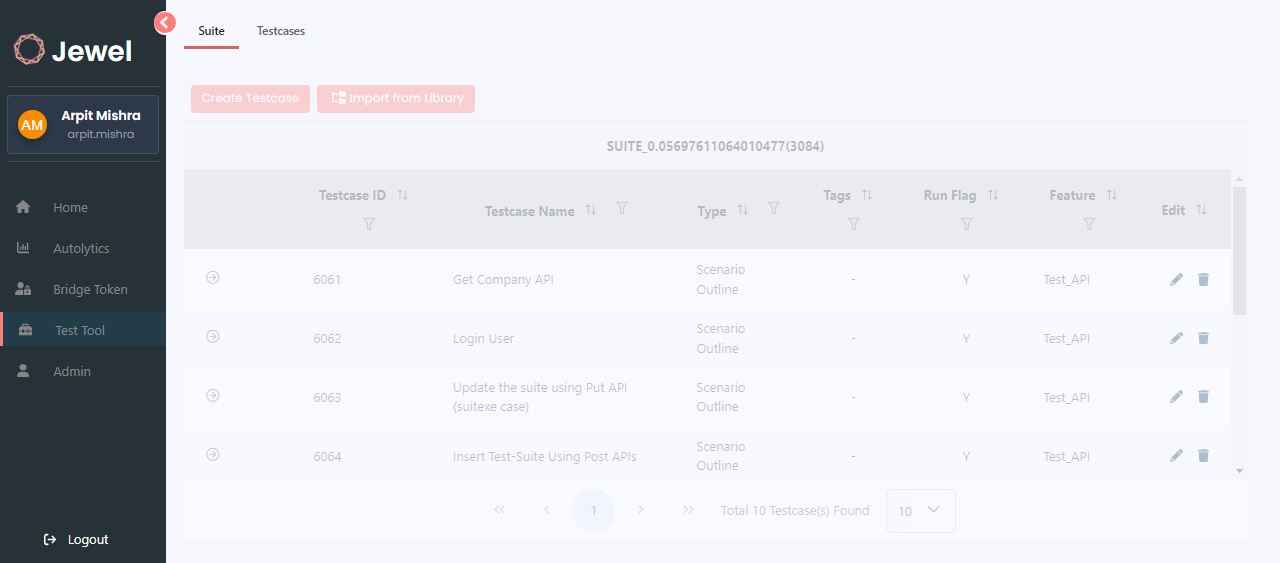 Suite
Testcases
Jewel
AM
Arpit Mishra
arpit.mishra
Home
Autolytics
Bridge Token
Test Tool
Admin
Logout
Create Testcase
Import from Library
SUITE_0.05697611064010477(3084)
Testcase ID
Testcase Name
Type
Tags
Run Flag
Feature
Edit
6061
Get Company API
Scenario
Outline
-
Y
Test_API
6062
Login User
Scenario
Outline
-
Y
Test_API
6063
Update the suite using Put API
(suitexe case)
Scenario
Outline
-
Y
Test_API
6064
Insert Test-Suite Using Post APIs
Scenario
Outline
-
Y
Test_API
1
Total 10 Testcase(s) Found
10